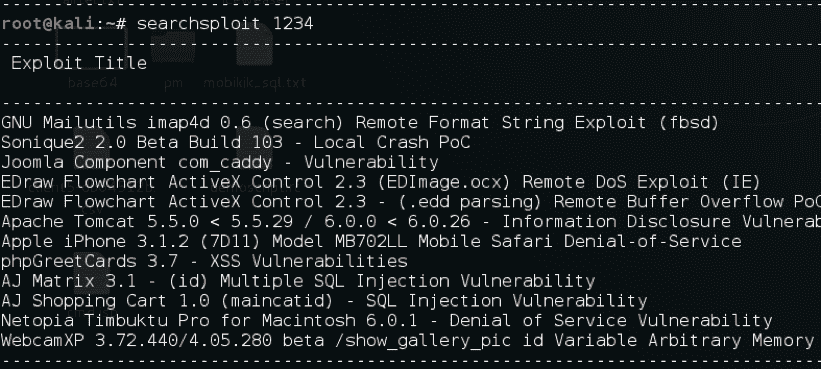 root@kali:~# searchsploit 1234
--------------------------------------------------------------------------------
Exploit Title
base64 pm mobikik_sql.txt
--------------------------------------------------------------------------------
GNU Mailutils imap4d 0.6 (search) Remote Format String Exploit (fbsd)
Sonique2 2.0 Beta Build 103 - Local Crash PoC
Joomla Component com_caddy - Vulnerability
EDraw Flowchart ActiveX Control 2.3 (EDImage.ocx) Remote DoS Exploit (IE)
EDraw Flowchart ActiveX Control 2.3 - (.edd parsing) Remote Buffer Overflow PoC
Apache Tomcat 5.5.0 < 5.5.29 / 6.0.0 < 6.0.26 - Information Disclosure Vulnerab
Apple iPhone 3.1.2 (7D11) Model MB702LL Mobile Safari Denial-of-Service
phpGreetCards 3.7 - XSS Vulnerabilities
AJ Matrix 3.1 - (id) Multiple SQL Injection Vulnerability
AJ Shopping Cart 1.0 (maincatid) - SQL Injection Vulnerability
Netopia Timbuktu Pro for Macintosh 6.0.1 - Denial of Service Vulnerability
WebcamXP 3.72.440/4.05.280 beta /show_gallery_pic id Variable Arbitrary Memory
--------------------------------------------------------------------------------